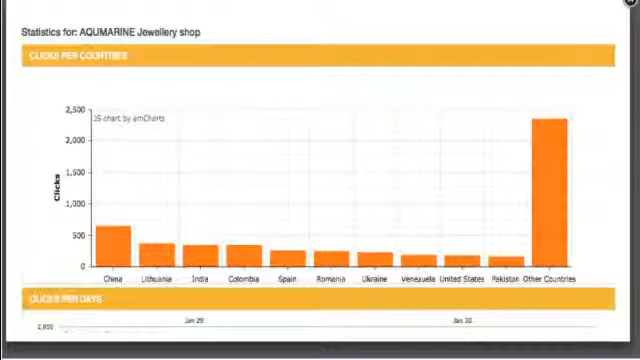 Statistics for: AQUMARINE Jewellery shop
CLICKS PER COUNTRIES
2,500
JS chart by amCharts
2,000
1,500
Clicks
1,000
500
0
China Lithuania India Colombia Spain Romania Ukraine Venezuela United States Pakistan Other Countries
CLICKS PER DAYS
Jan 29 Jan 30
2,000